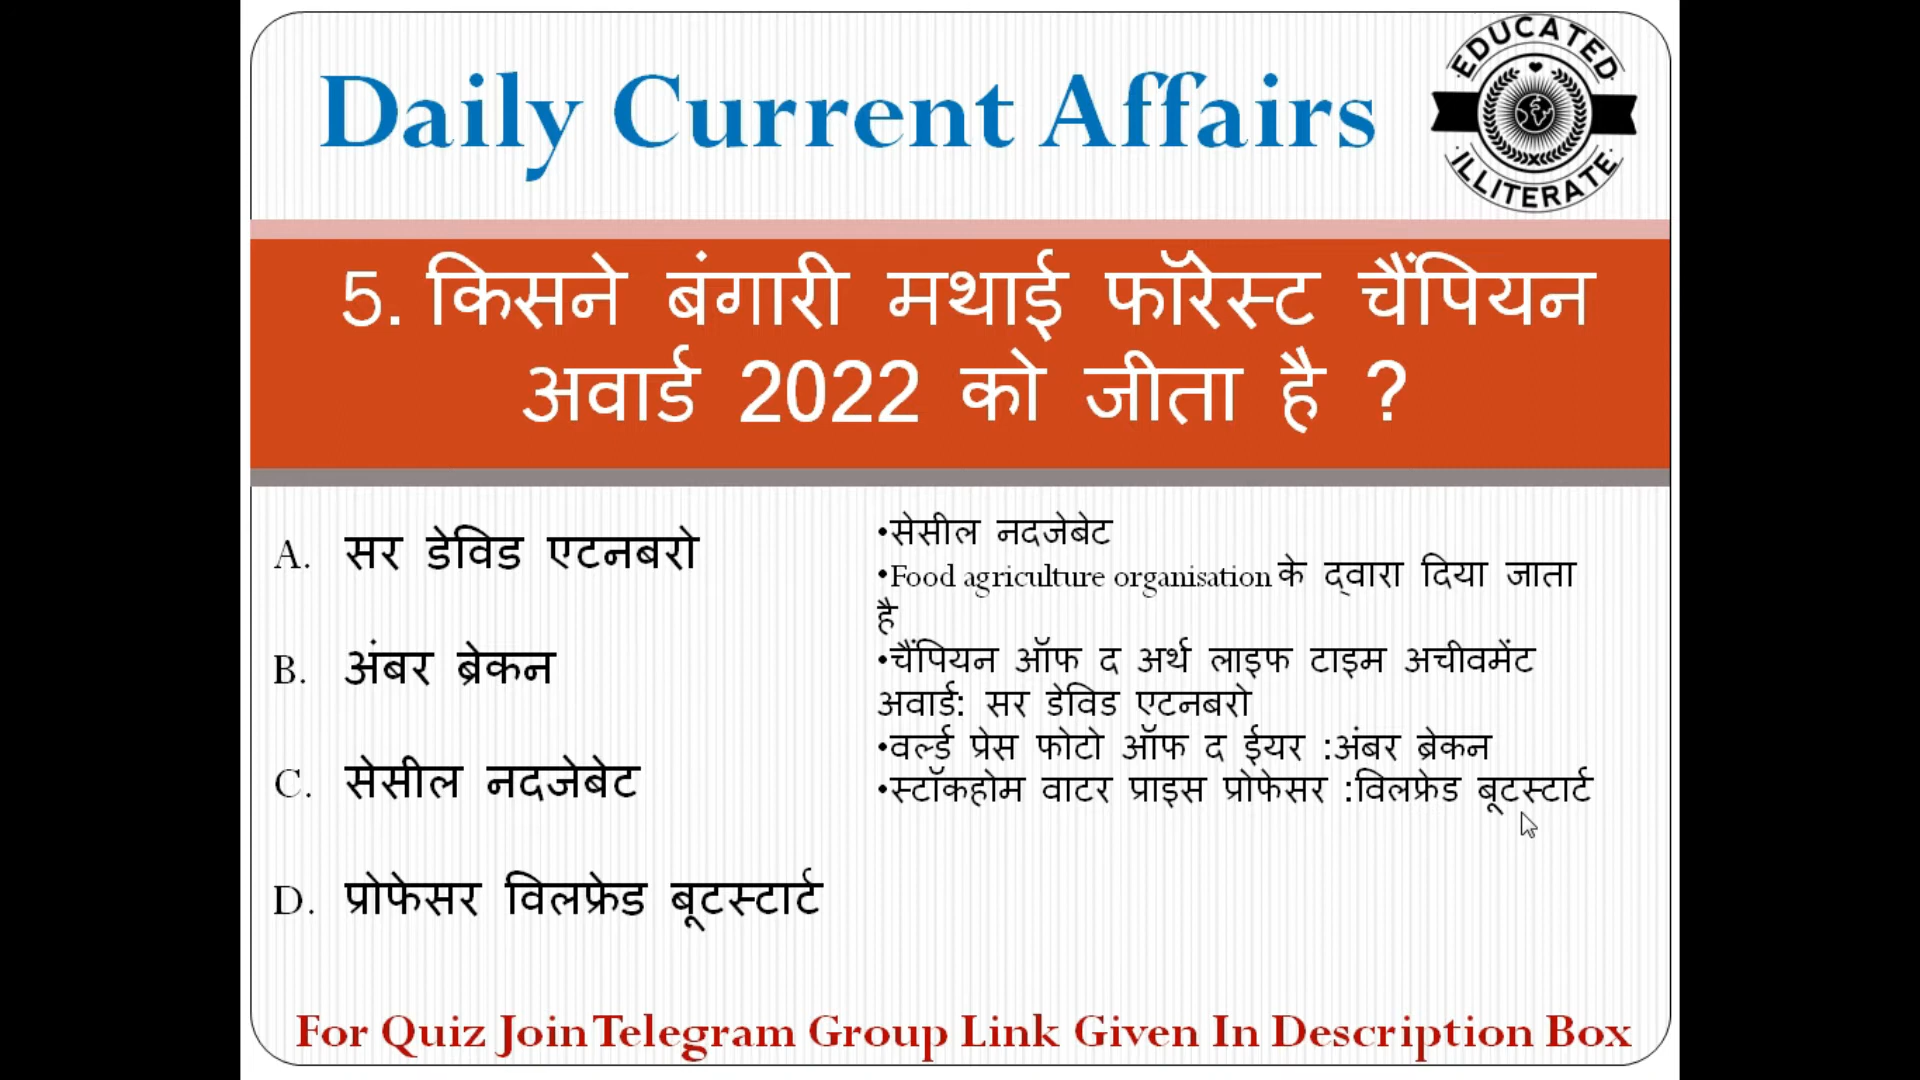 Daily Current Affairs
EDUCATED
ILLITERATE
5. किसने बंगारी मथाई फॉरेस्ट चैंपियन
अवार्ड 2022 को जीता है ?
A. सर डेविड एटनबरो
B. अंबर ब्रेकन
C. सेसील नदजेबेट
D. प्रोफेसर विलफ्रेड बूटस्टार्ट
•सेसील नदजेबेट
•Food agriculture organisation के द्वारा दिया जाता
है
•चैंपियन ऑफ द अर्थ लाइफ टाइम अचीवमेंट
अवार्ड: सर डेविड एटनबरो
•वर्ल्ड प्रेस फोटो ऑफ द ईयर :अंबर ब्रेकन
•स्टॉकहोम वाटर प्राइस प्रोफेसर :विलफ्रेड बूटस्टार्ट
For Quiz Join Telegram Group Link Given In Description Box